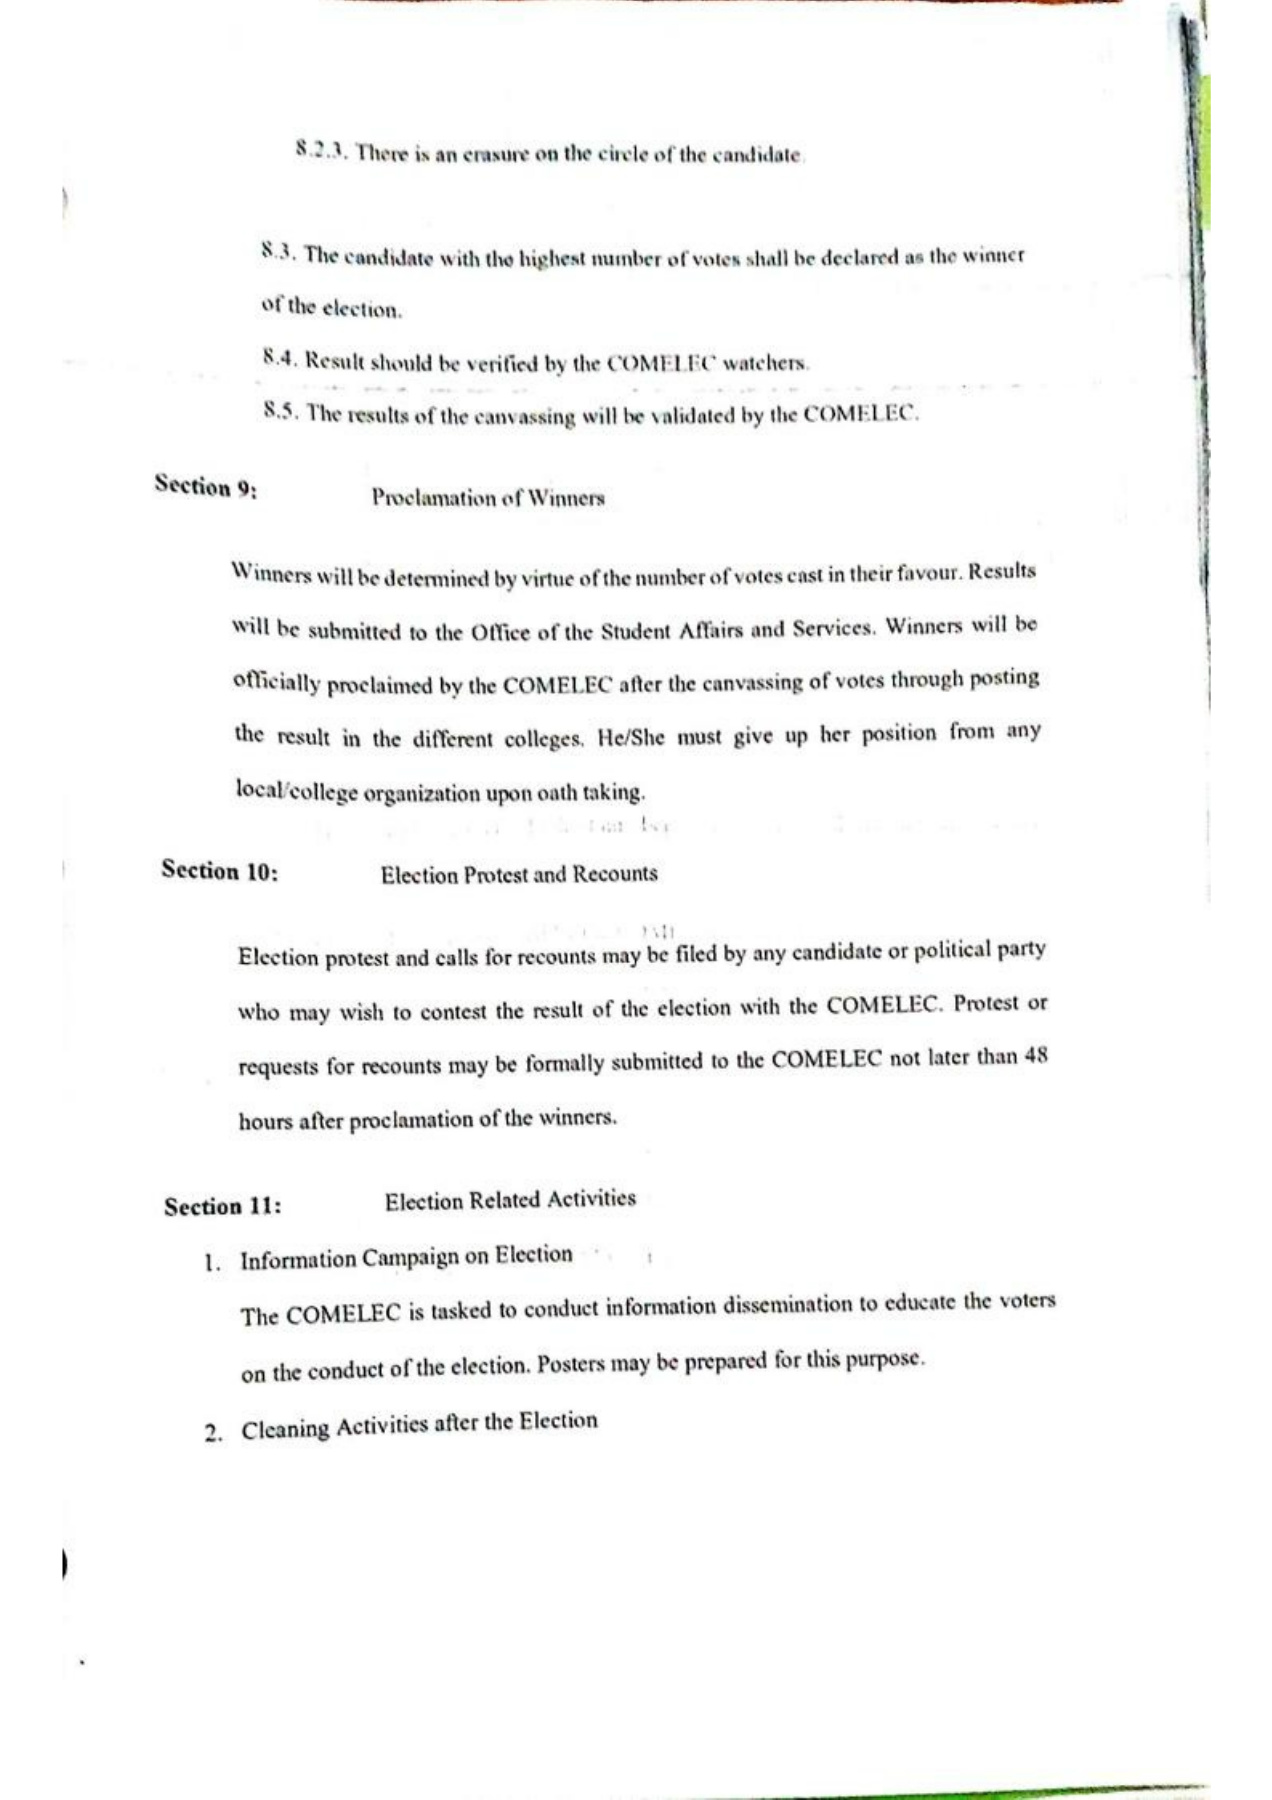 8.2.3. There is an erasure on the circle of the candidate.
8.3. The candidate with the highest number of votes shall be declared as the winner
of the election.
8.4. Result should be verified by the COMELEC watchers.
8.5. The results of the canvassing will be validated by the COMELEC.
Section 9: Proclamation of Winners
Winners will be determined by virtue of the number of votes cast in their favour. Results
will be submitted to the Office of the Student Affairs and Services. Winners will be
officially proclaimed by the COMELEC after the canvassing of votes through posting
the result in the different colleges. He/She must give up her position from any
local/college organization upon oath taking.
Section 10: Election Protest and Recounts
Election protest and calls for recounts may be filed by any candidate or political party
who may wish to contest the result of the election with the COMELEC. Protest or
requests for recounts may be formally submitted to the COMELEC not later than 48
hours after proclamation of the winners.
Section 11: Election Related Activities
1. Information Campaign on Election
The COMELEC is tasked to conduct information dissemination to educate the voters
on the conduct of the election. Posters may be prepared for this purpose.
2. Cleaning Activities after the Election